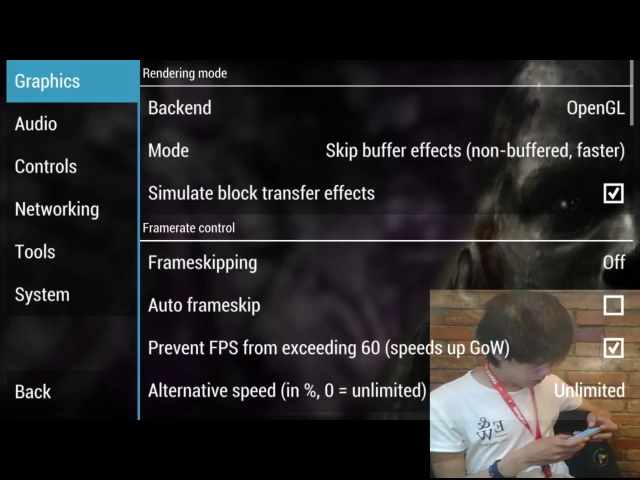 Graphics
Audio
Controls
Networking
Tools
System
Back
Rendering mode
Backend OpenGL
Mode Skip buffer effects (non-buffered, faster)
Simulate block transfer effects
Framerate control
Frameskipping Off
Auto frameskip
Prevent FPS from exceeding 60 (speeds up GoW)
Alternative speed (in %, 0 = unlimited) Unlimited